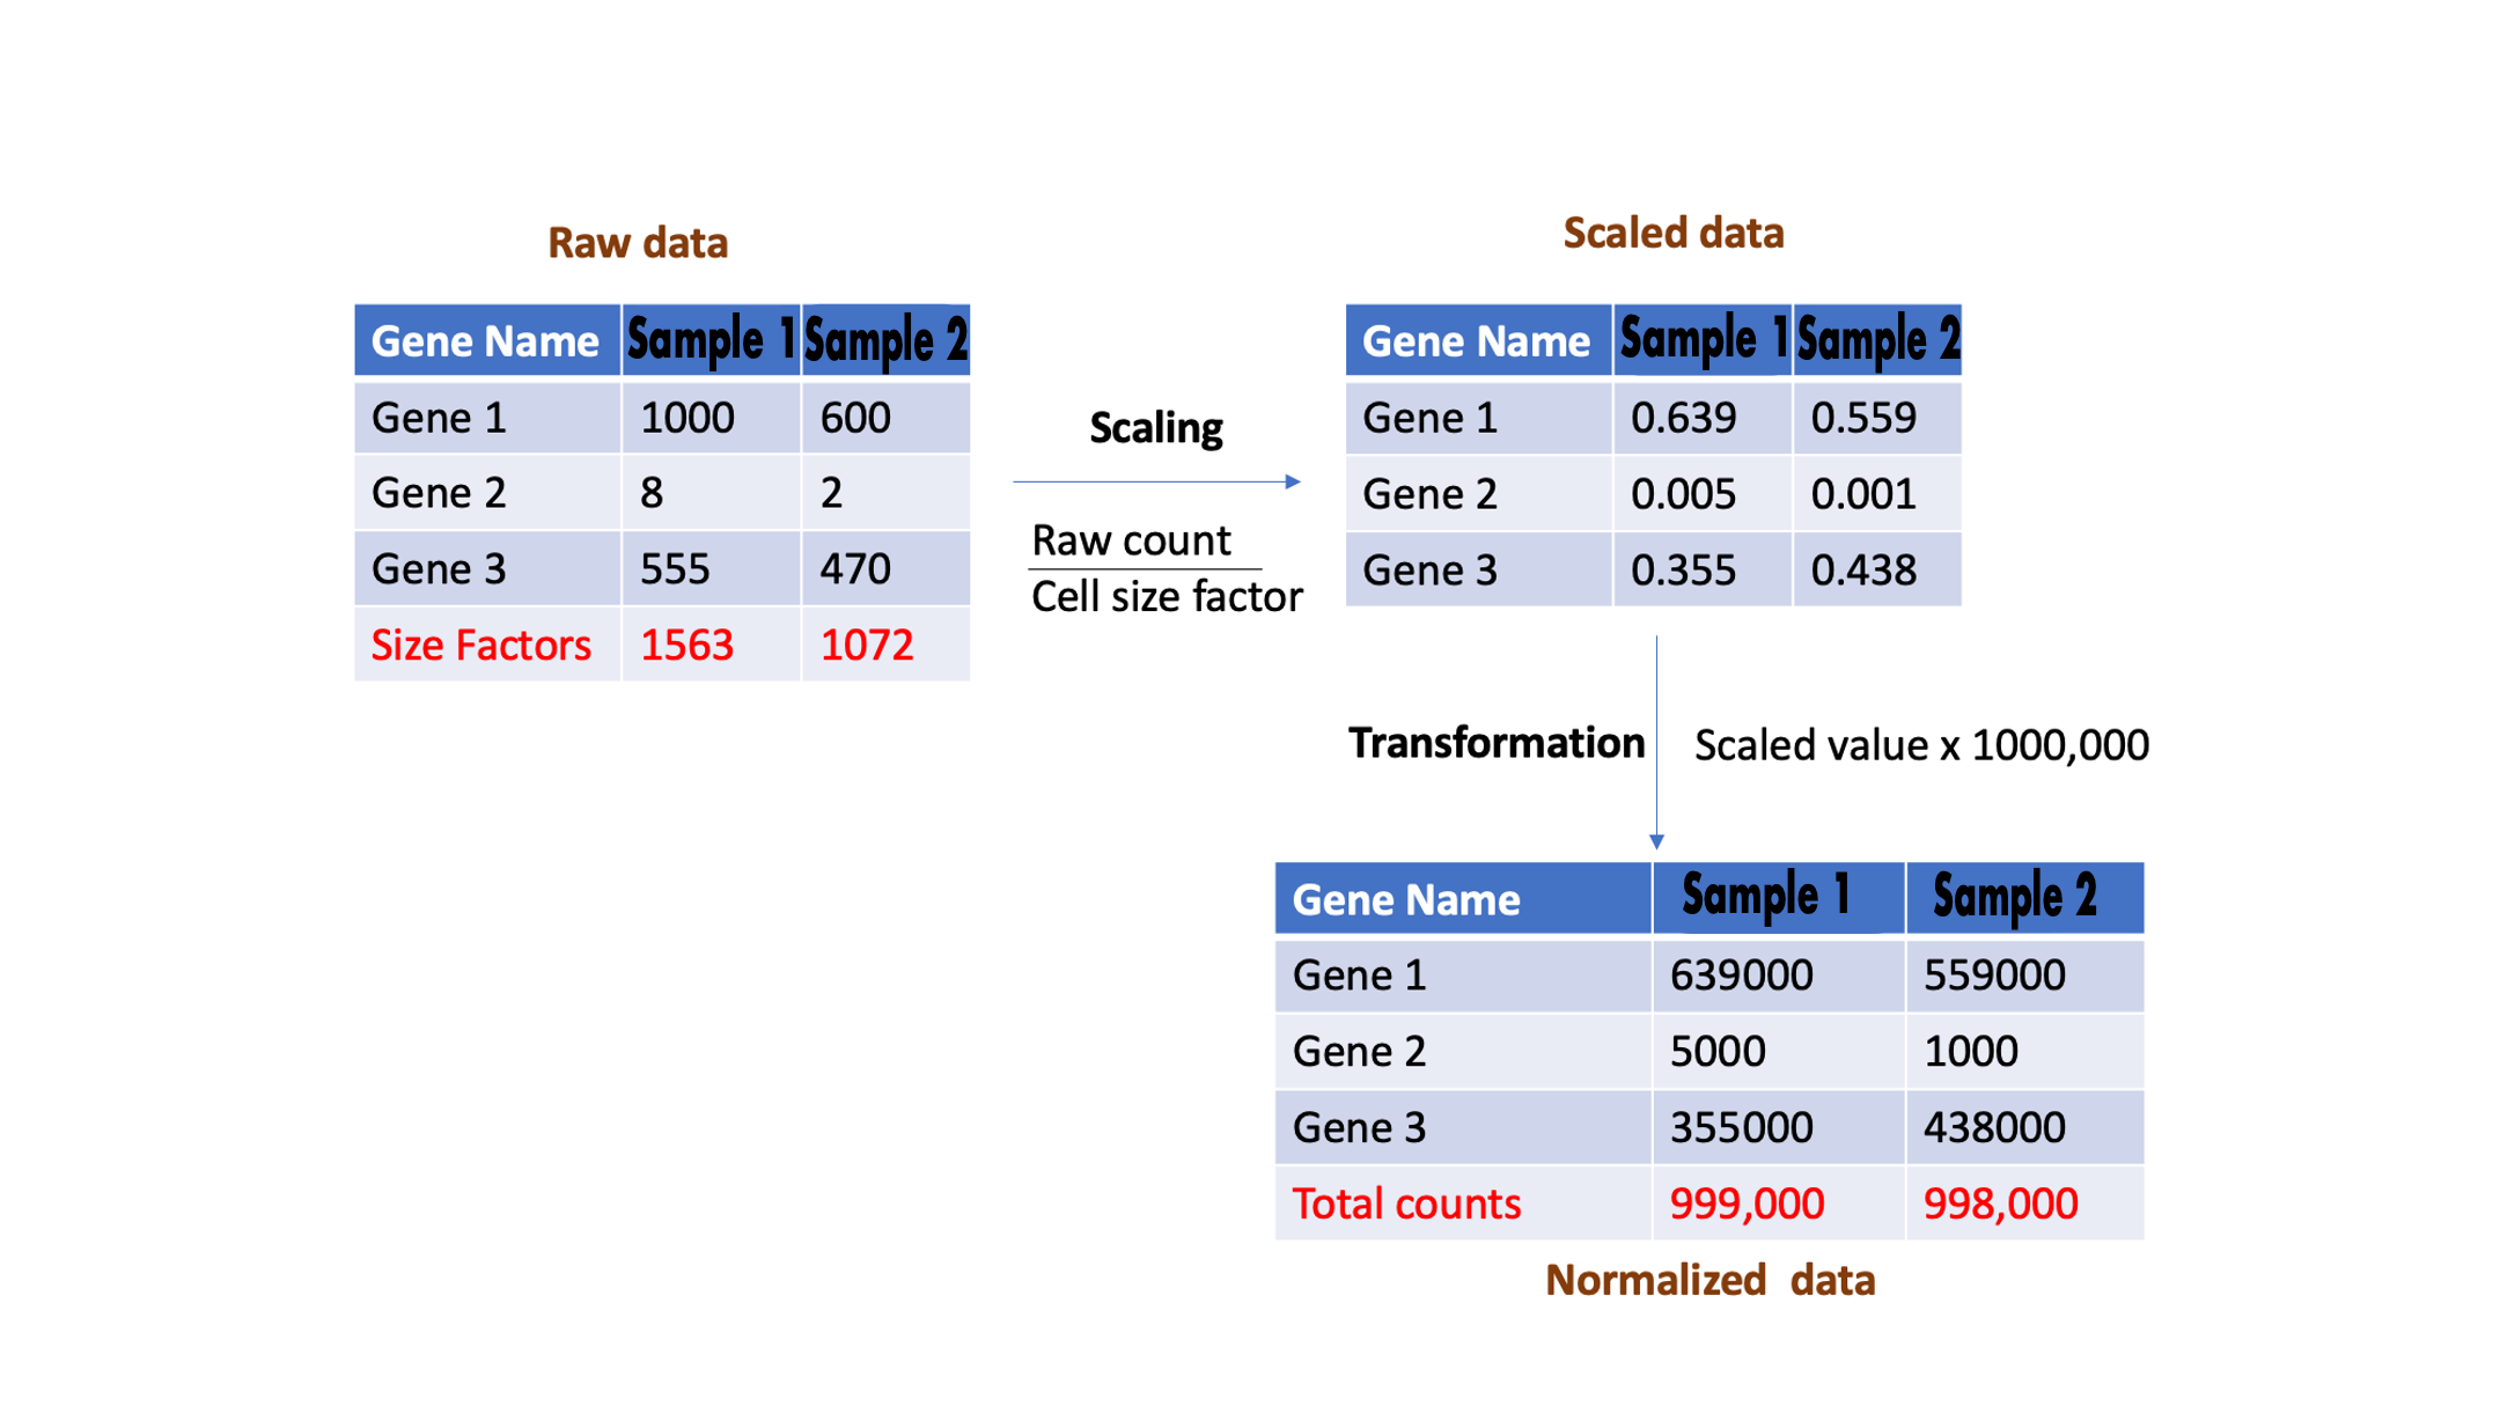 Raw data
Gene Name Sample 1 Sample 2
Gene 1 1000 600
Gene 2 8 2
Gene 3 555 470
Size Factors 1563 1072
Scaling
Raw count
Cell size factor
Scaled data
Gene Name Sample 1 Sample 2
Gene 1 0.639 0.559
Gene 2 0.005 0.001
Gene 3 0.355 0.438
Transformation Scaled value x 1000,000
Gene Name Sample 1 Sample 2
Gene 1 639000 559000
Gene 2 5000 1000
Gene 3 355000 438000
Total counts 999,000 998,000
Normalized data